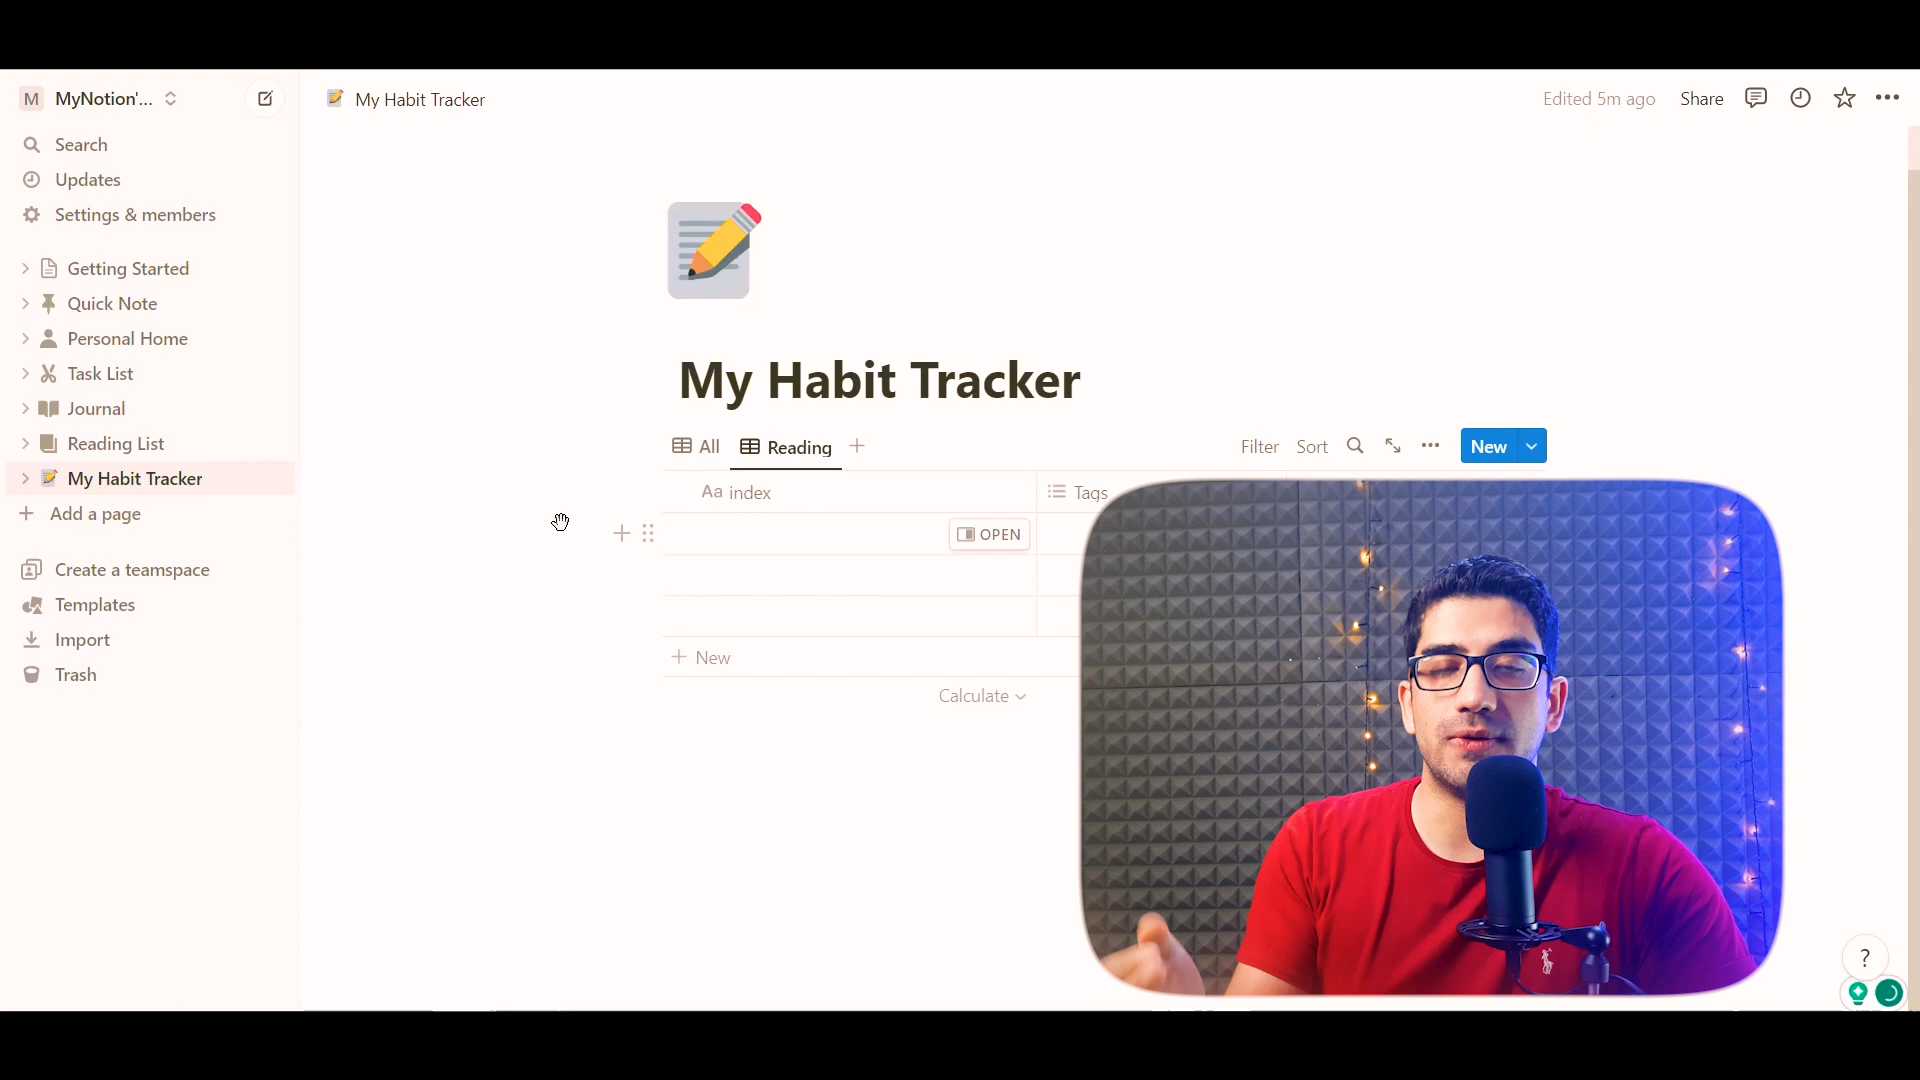 M MyNotion'...
My Habit Tracker
Edited 5m ago Share
Search
Updates
Settings & members
Getting Started
Quick Note
Personal Home
Task List
Journal
Reading List
My Habit Tracker
Add a page
Create a teamspace
Templates
Import
Trash
My Habit Tracker
All Reading
Filter Sort New
Aa index Tags
OPEN
New
Calculate
?